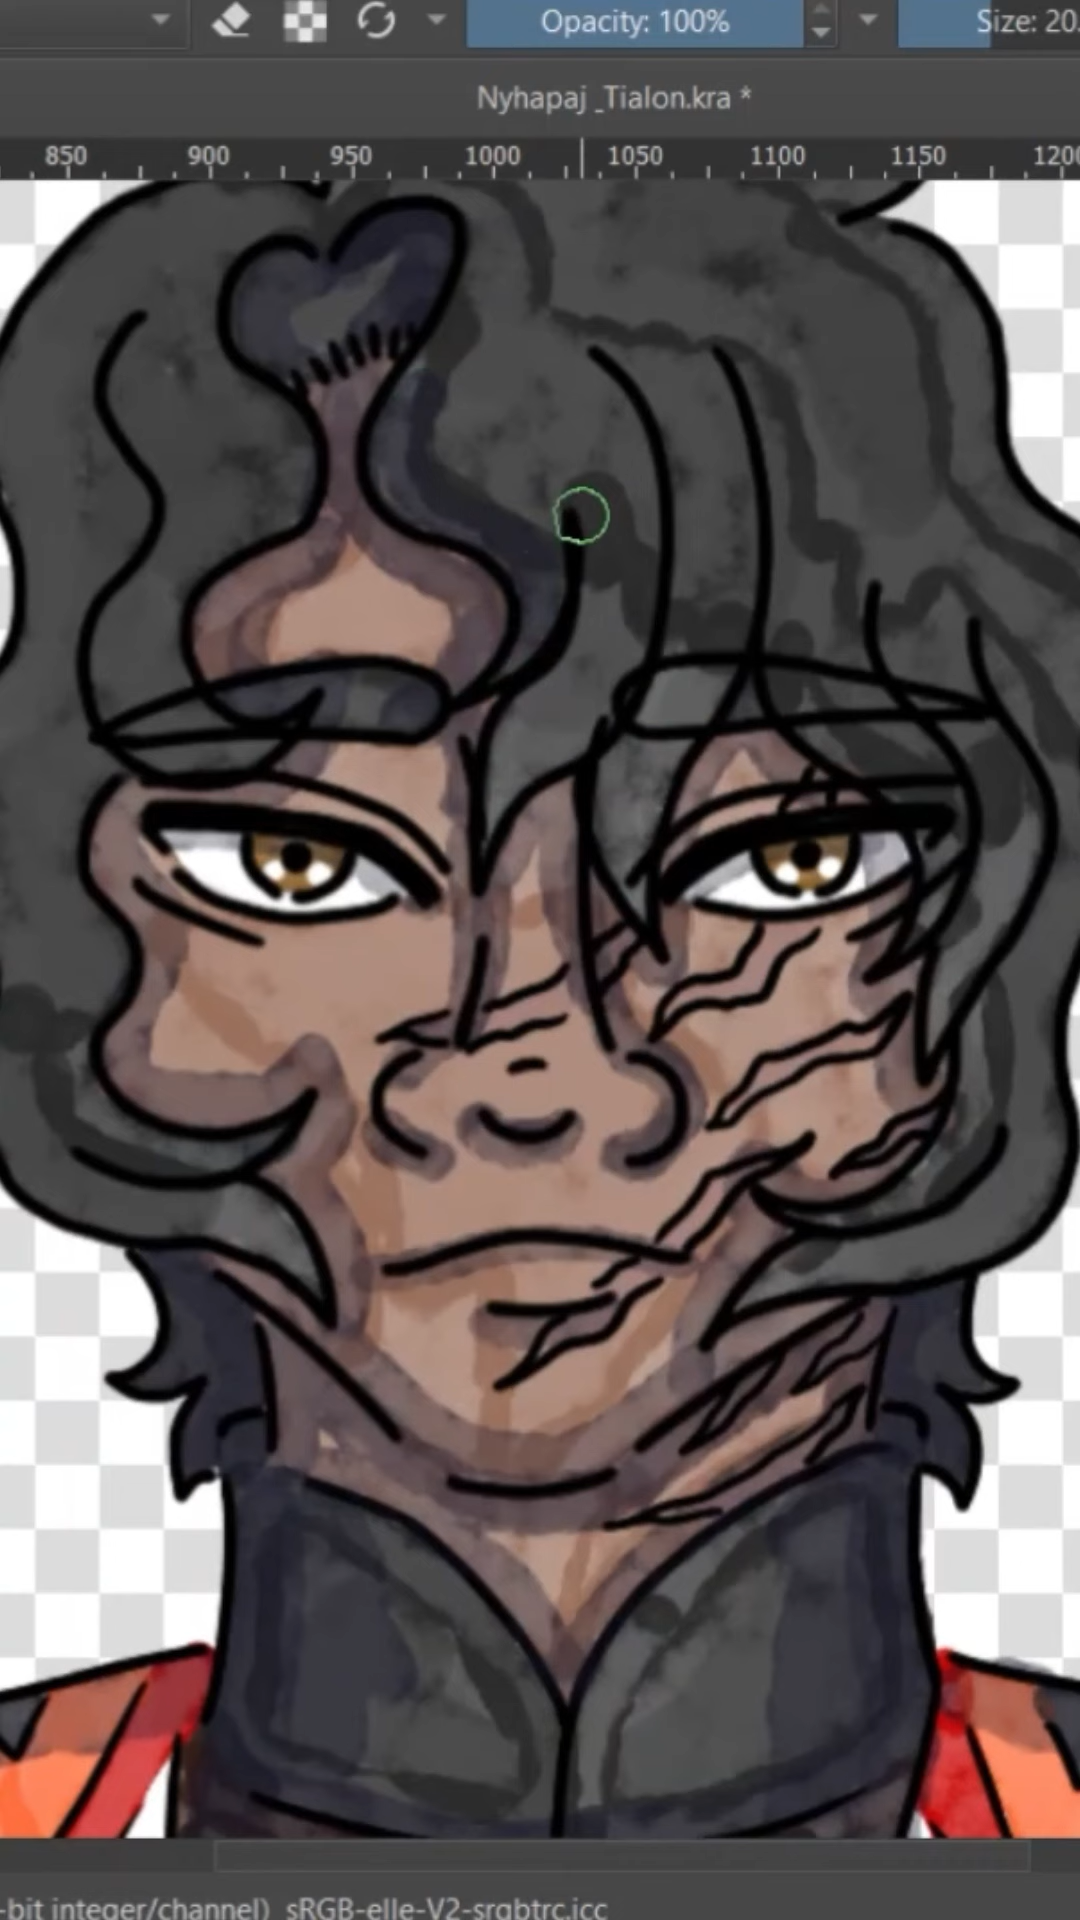 Opacity: 100%
Size: 20.
Nyhapaj _Tialon.kra *
850 900 950 1000 1050 1100 1150 1200
-bit integer/channel) sRGB-elle-V2-srgbtrc.icc